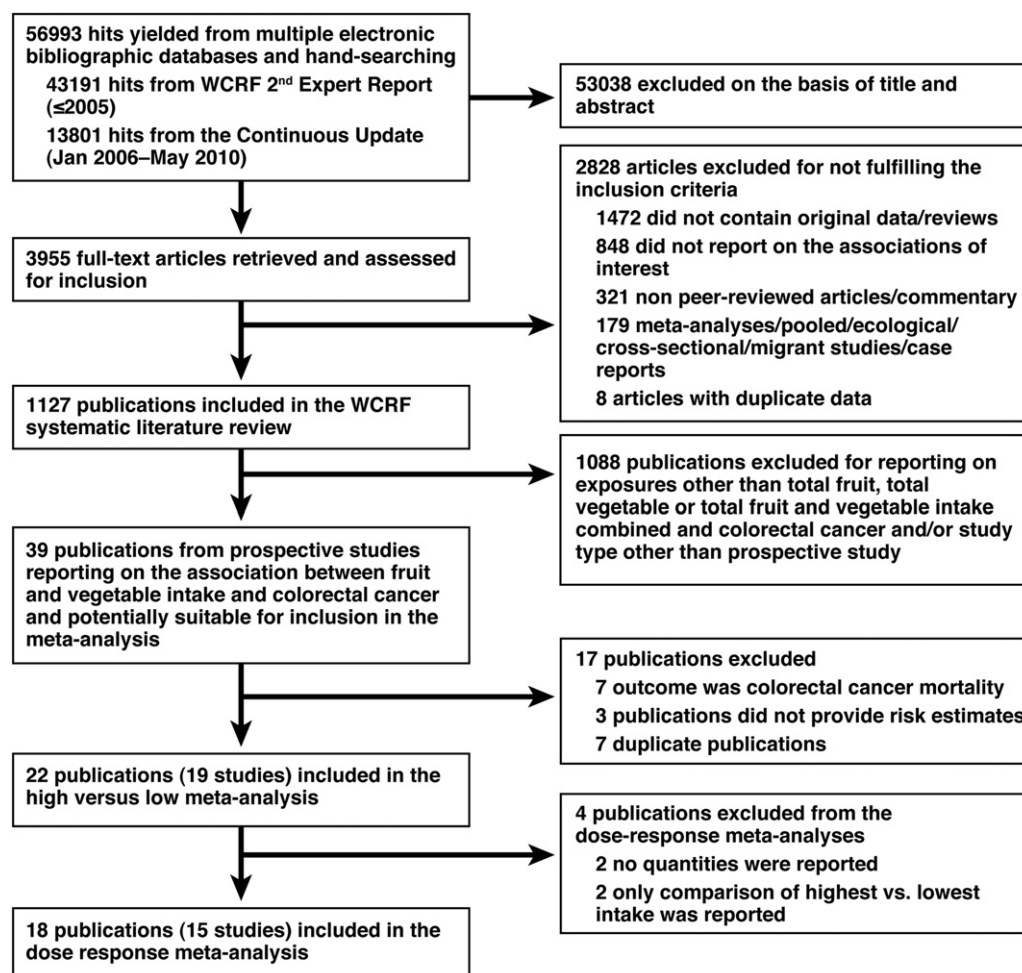 56993 hits yielded from multiple electronic
bibliographic databases and hand-searching
43191 hits from WCRF 2nd Expert Report
(≤2005)
13801 hits from the Continuous Update
(Jan 2006–May 2010)
53038 excluded on the basis of title and
abstract
3955 full-text articles retrieved and assessed
for inclusion
2828 articles excluded for not fulfilling the
inclusion criteria
1472 did not contain original data/reviews
848 did not report on the associations of
interest
321 non peer-reviewed articles/commentary
179 meta-analyses/pooled/ecological/
cross-sectional/migrant studies/case
reports
8 articles with duplicate data
1127 publications included in the WCRF
systematic literature review
1088 publications excluded for reporting on
exposures other than total fruit, total
vegetable or total fruit and vegetable intake
combined and colorectal cancer and/or study
type other than prospective study
39 publications from prospective studies
reporting on the association between fruit
and vegetable intake and colorectal cancer
and potentially suitable for inclusion in the
meta-analysis
17 publications excluded
7 outcome was colorectal cancer mortality
3 publications did not provide risk estimates
7 duplicate publications
22 publications (19 studies) included in the
high versus low meta-analysis
4 publications excluded from the
dose-response meta-analyses
2 no quantities were reported
2 only comparison of highest vs. lowest
intake was reported
18 publications (15 studies) included in the
dose response meta-analysis